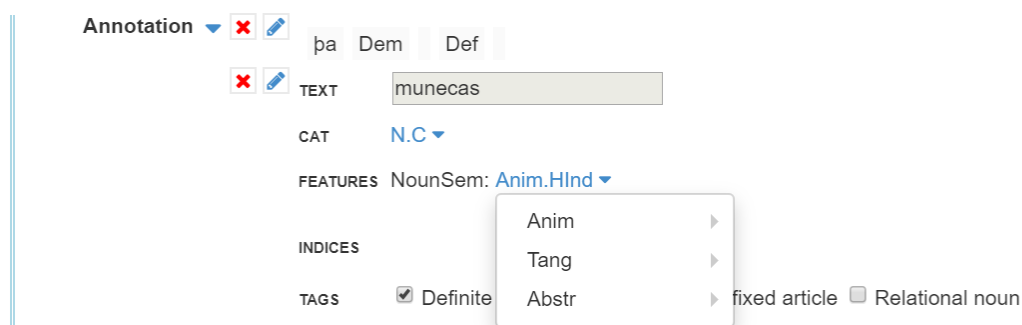 Annotation
þa Dem Def
TEXT munecas
CAT N.C
FEATURES NounSem: Anim.HInd
Anim
INDICES
Tang
TAGS Definite Abstr fixed article Relational noun